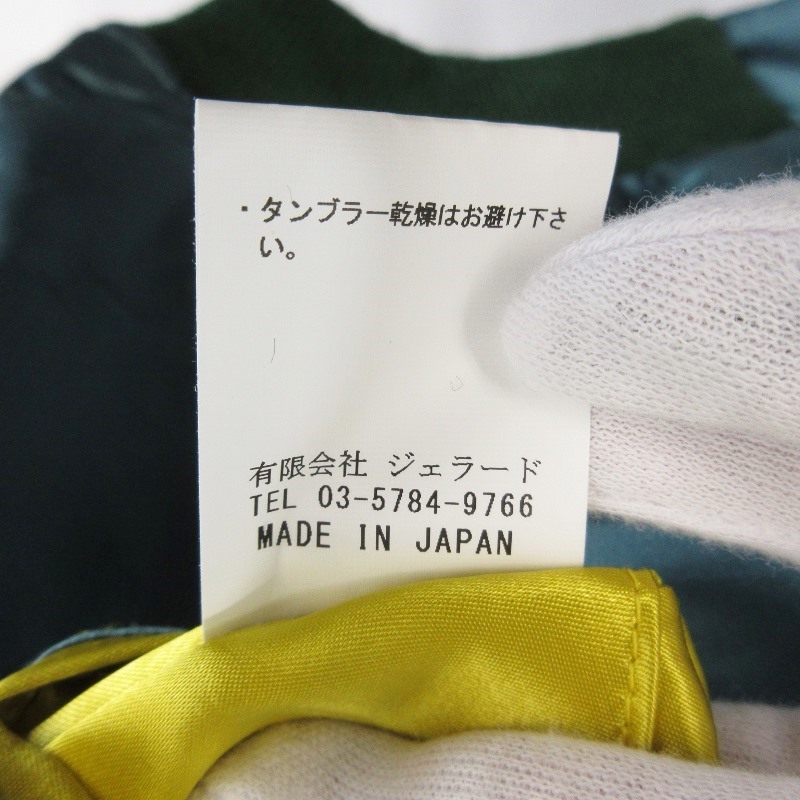 ・タンブラー乾燥はお避け下さ
い。
有限会社 ジェラード
TEL 03-5784-9766
MADE IN JAPAN